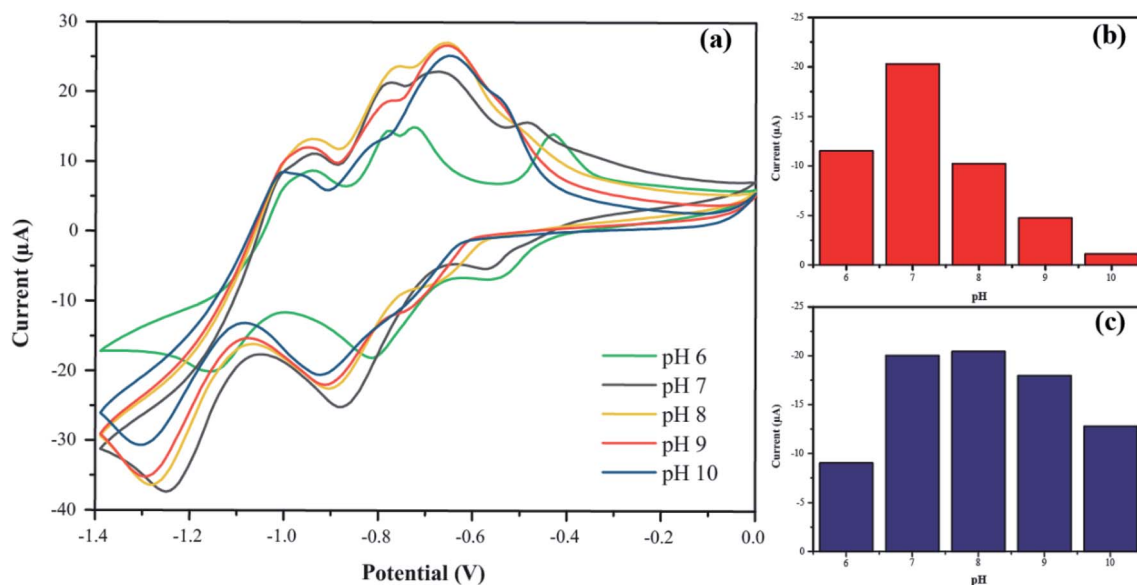 (a)
30
20
10
0
-10
-20
-30
-40
Current (µA)
-1.4 -1.2 -1.0 -0.8 -0.6 -0.4 -0.2 0.0
Potential (V)
pH 6
pH 7
pH 8
pH 9
pH 10
(b)
-25
-20
-15
-10
-5
0
Current (µA)
6 7 8 9 10
pH
(c)
-25
-20
-15
-10
-5
0
Current (µA)
6 7 8 9 10
pH